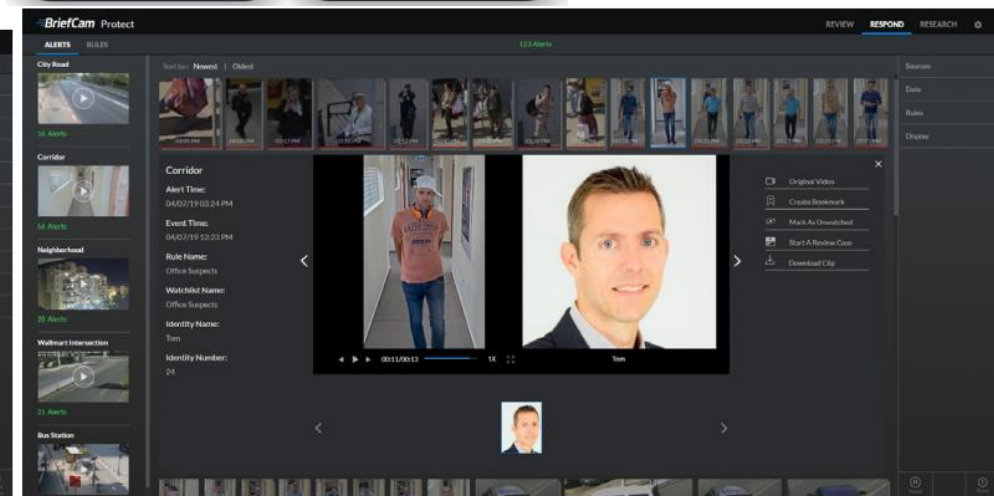 BriefCam Protect
REVIEW RESPOND RESEARCH
ALERTS RULES
123 Alerts
City Road
16 Alerts
Corridor
Neighborhood
20 Alerts
Wallmart Intersection
21 Alerts
Bus Station
Sort by: Newest | Oldest
Sources
Date
Rules
Display
Corridor
Alert Time:
04/07/19 03:24 PM
Event Time:
04/07/19 12:23 PM
Rule Name:
Office Suspects
Watchlist Name:
Office Suspects
Identity Name:
Tom
Identity Number:
24
00:11/00:13
1X
Tom
Original Video
Create Bookmark
Mark As Unwatched
Start A Review Case
Download Clip